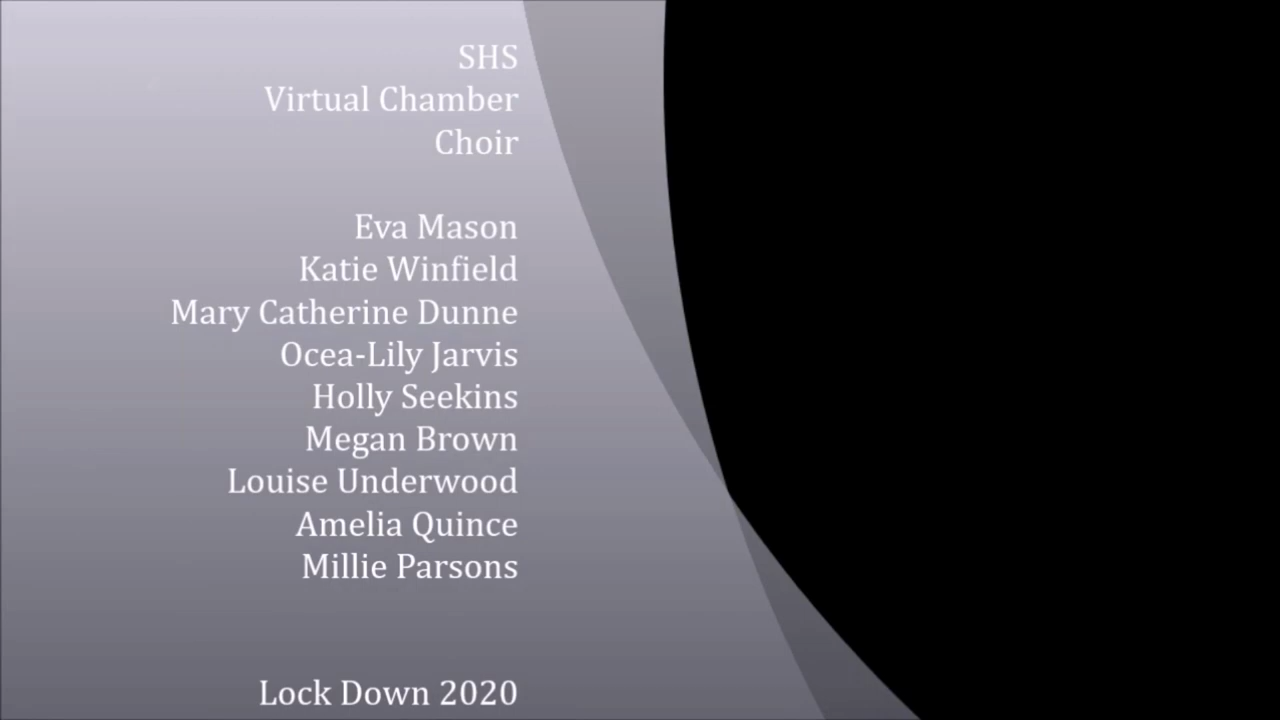 SHS
Virtual Chamber
Choir
Eva Mason
Katie Winfield
Mary Catherine Dunne
Ocea-Lily Jarvis
Holly Seekins
Megan Brown
Louise Underwood
Amelia Quince
Millie Parsons
Lock Down 2020